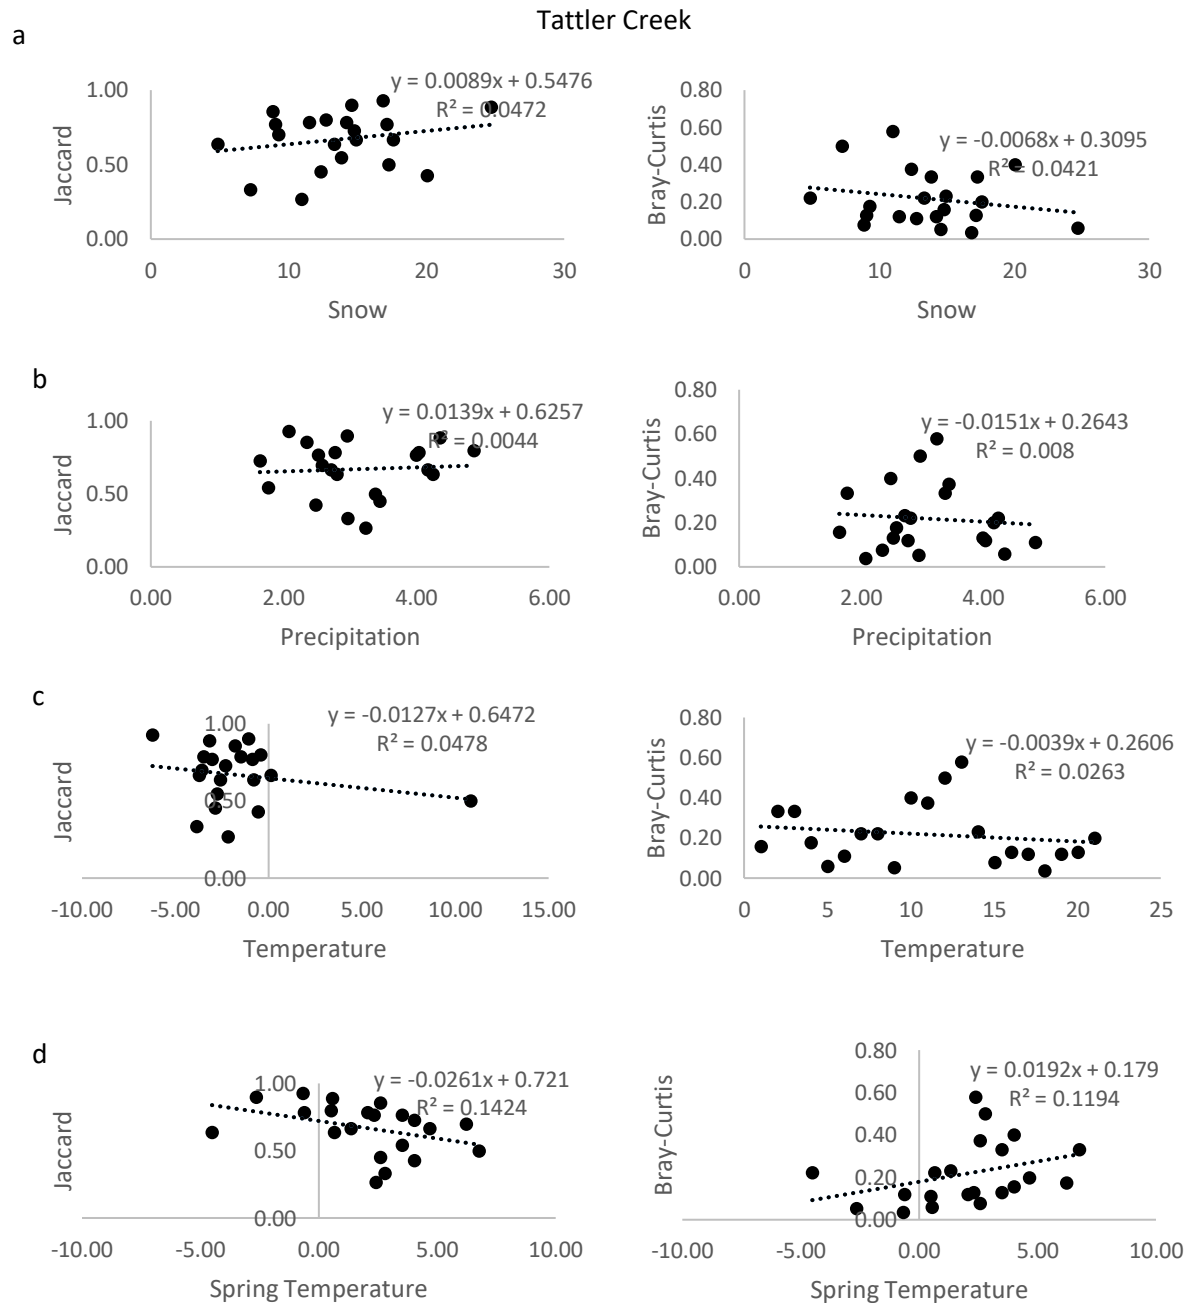 Tattler Creek
a
y = 0.0089x + 0.5476
R² = 0.0472
1.00
0.50
0.00
Jaccard
0
10
20
30
Snow
y = -0.0068x + 0.3095
R² = 0.0421
0.80
0.60
0.40
0.20
0.00
Bray-Curtis
0
10
20
30
Snow
b
y = 0.0139x + 0.6257
R² = 0.0044
1.00
0.50
0.00
Jaccard
0.00
2.00
4.00
6.00
Precipitation
y = -0.0151x + 0.2643
R² = 0.008
0.80
0.60
0.40
0.20
0.00
Bray-Curtis
0.00
2.00
4.00
6.00
Precipitation
c
y = -0.0127x + 0.6472
R² = 0.0478
1.00
0.50
0.00
Jaccard
-10.00
-5.00
0.00
5.00
10.00
15.00
Temperature
y = -0.0039x + 0.2606
R² = 0.0263
0.80
0.60
0.40
0.20
0.00
Bray-Curtis
0
5
10
15
20
25
Temperature
d
y = -0.0261x + 0.721
R² = 0.1424
1.00
0.50
0.00
Jaccard
-10.00
-5.00
0.00
5.00
10.00
Spring Temperature
y = 0.0192x + 0.179
R² = 0.1194
0.80
0.60
0.40
0.20
0.00
Bray-Curtis
-10.00
-5.00
0.00
5.00
10.00
Spring Temperature